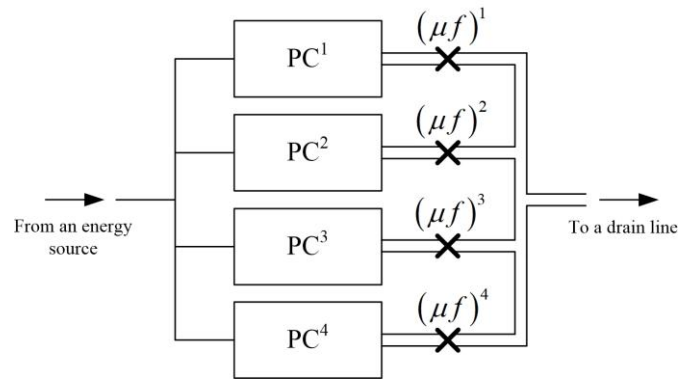 (μf)¹
PC¹
(μf)²
PC²
(μf)³
From an energy
source
PC³
To a drain line
(μf)⁴
PC⁴